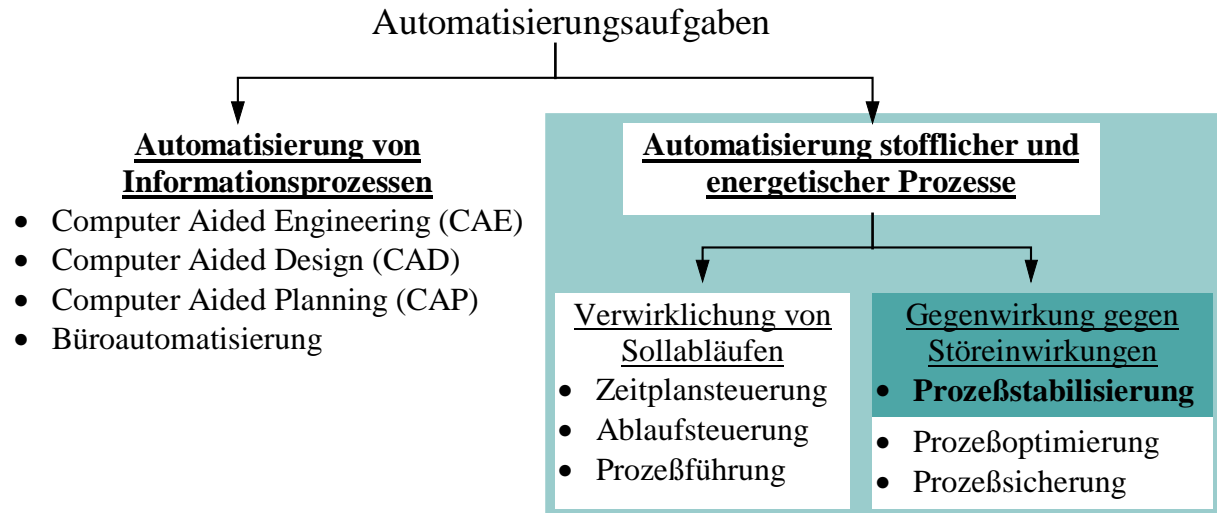 Automatisierungsaufgaben
Automatisierung von
Informationsprozessen
• Computer Aided Engineering (CAE)
• Computer Aided Design (CAD)
• Computer Aided Planning (CAP)
• Büroautomatisierung
Automatisierung stofflicher und
energetischer Prozesse
Verwirklichung von
Sollabläufen
• Zeitplansteuerung
• Ablaufsteuerung
• Prozeßführung
Gegenwirkung gegen
Störeinwirkungen
• Prozeßstabilisierung
• Prozeßoptimierung
• Prozeßsicherung